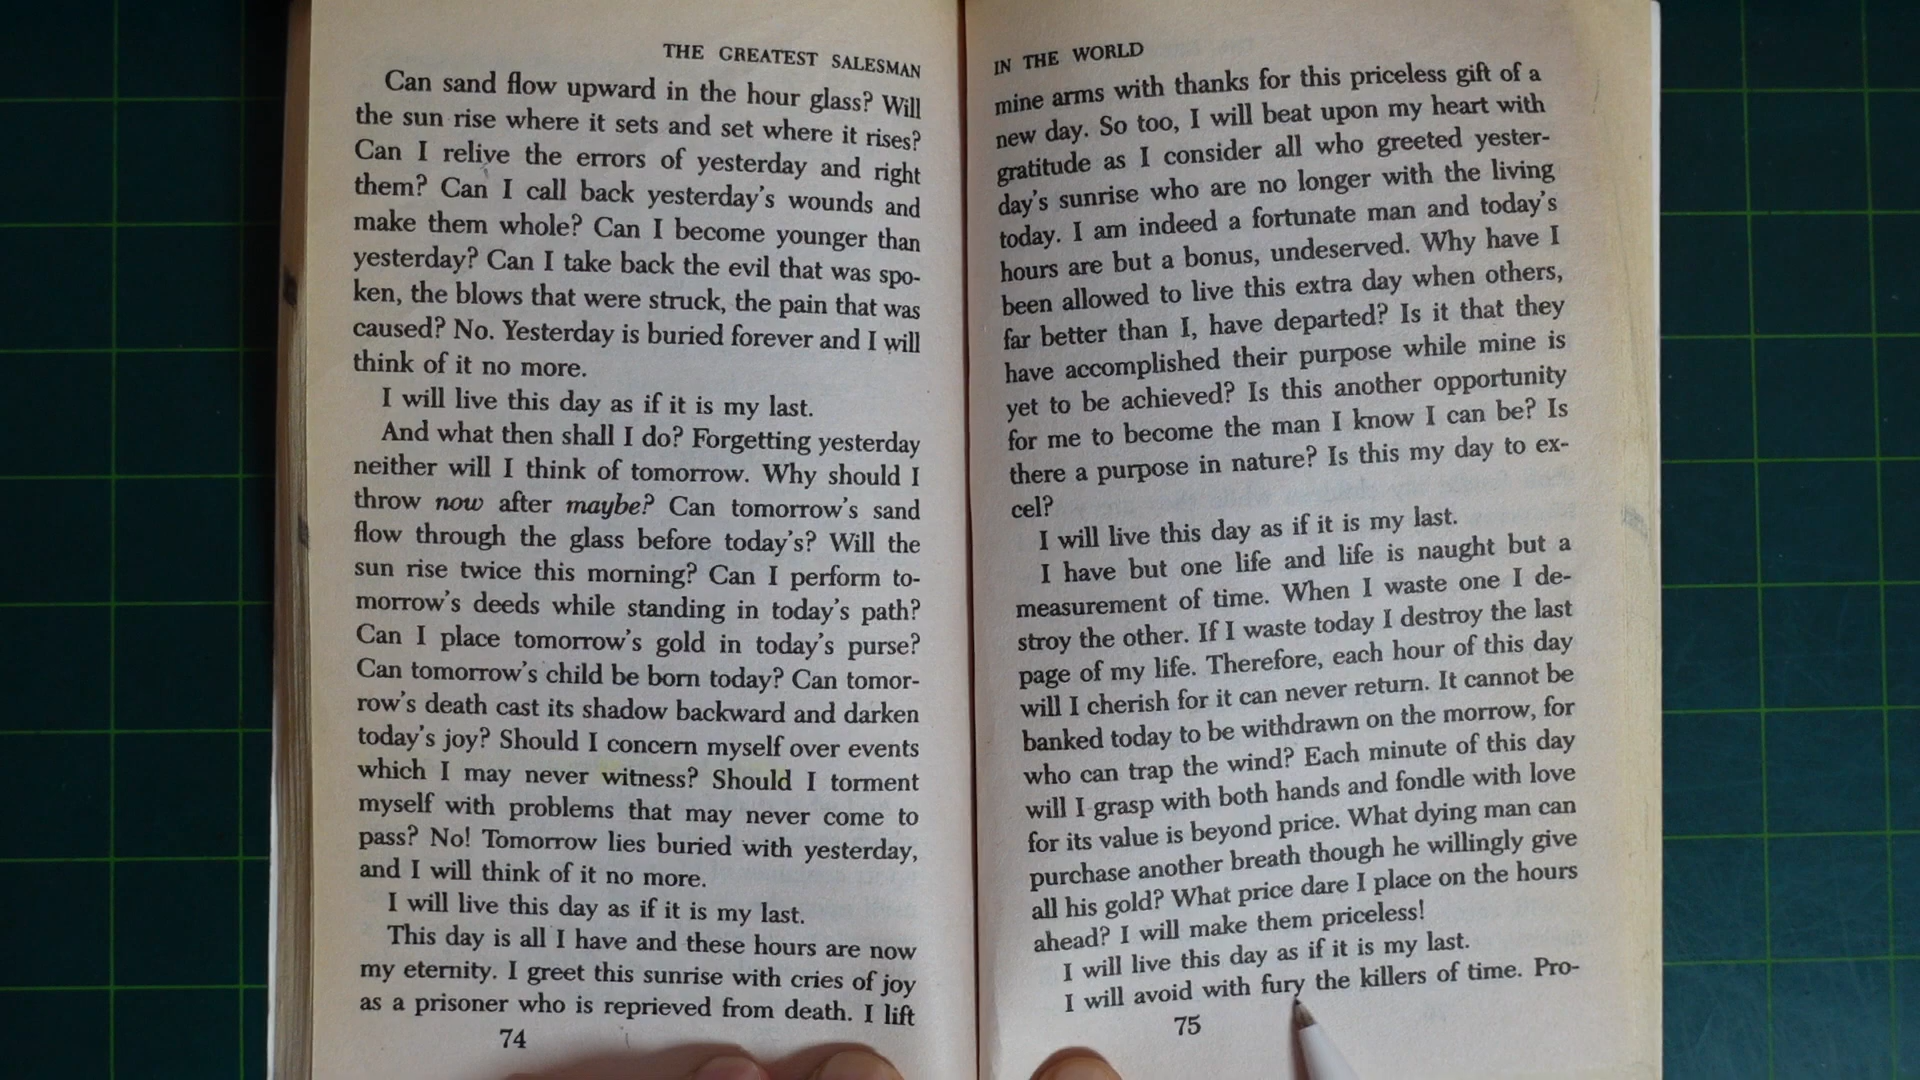 THE GREATEST SALESMAN
Can sand flow upward in the hour glass? Will
the sun rise where it sets and set where it rises?
Can I relive the errors of yesterday and right
them? Can I call back yesterday's wounds and
make them whole? Can I become younger than
yesterday? Can I take back the evil that was spo-
ken, the blows that were struck, the pain that was
caused? No. Yesterday is buried forever and I will
think of it no more.
I will live this day as if it is my last.
And what then shall I do? Forgetting yesterday
neither will I think of tomorrow. Why should I
throw now after maybe? Can tomorrow's sand
flow through the glass before today's? Will the
sun rise twice this morning? Can I perform to-
morrow's deeds while standing in today's path?
Can I place tomorrow's gold in today's purse?
Can tomorrow's child be born today? Can tomor-
row's death cast its shadow backward and darken
today's joy? Should I concern myself over events
which I may never witness? Should I torment
myself with problems that may never come to
pass? No! Tomorrow lies buried with yesterday,
and I will think of it no more.
I will live this day as if it is my last.
This day is all I have and these hours are now
my eternity. I greet this sunrise with cries of joy
as a prisoner who is reprieved from death. I lift
74
IN THE WORLD
mine arms with thanks for this priceless gift of a
new day. So too, I will beat upon my heart with
gratitude as I consider all who greeted yester-
day's sunrise who are no longer with the living
today. I am indeed a fortunate man and today's
hours are but a bonus, undeserved. Why have I
been allowed to live this extra day when others,
far better than I, have departed? Is it that they
have accomplished their purpose while mine is
yet to be achieved? Is this another opportunity
for me to become the man I know I can be? Is
there a purpose in nature? Is this my day to ex-
cel?
I will live this day as if it is my last.
I have but one life and life is naught but a
measurement of time. When I waste one I de-
stroy the other. If I waste today I destroy the last
page of my life. Therefore, each hour of this day
will I cherish for it can never return. It cannot be
banked today to be withdrawn on the morrow, for
who can trap the wind? Each minute of this day
will I grasp with both hands and fondle with love
for its value is beyond price. What dying man can
purchase another breath though he willingly give
all his gold? What price dare I place on the hours
ahead? I will make them priceless!
I will live this day as if it is my last.
I will avoid with fury the killers of time. Pro-
75